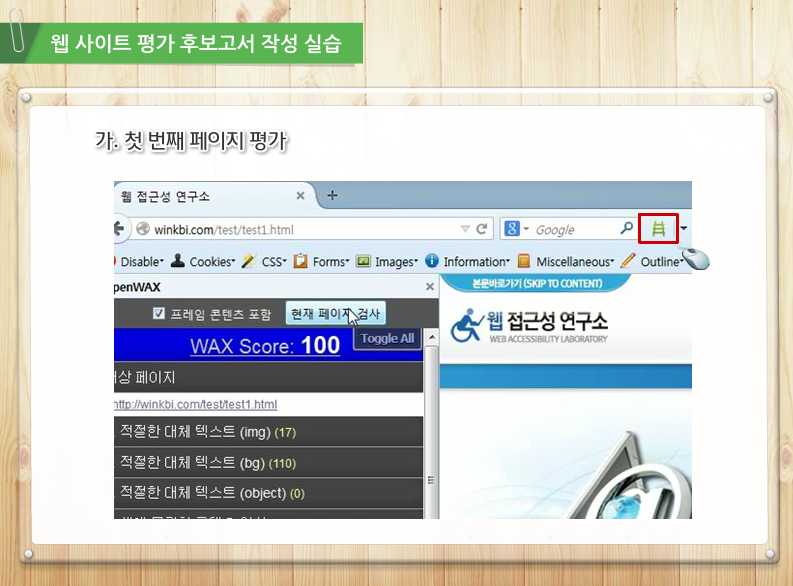 웹 사이트 평가 후보고서 작성 실습
가. 첫 번째 페이지 평가
웹 접근성 연구소
winkbi.com/test/test1.html
Google
Disable Cookies CSS Forms Images Information Miscellaneous Outline
penWAX
본문바로가기 (SKIP TO CONTENT)
프레임 콘텐츠 포함 현재 페이지 검사
WAX Score: 100
Toggle All
웹 접근성 연구소
WEB ACCESSIBILITY LABORATORY
상 페이지
http://winkbi.com/test/test1.html
적절한 대체 텍스트 (img) (17)
적절한 대체 텍스트 (bg) (110)
적절한 대체 텍스트 (object) (0)